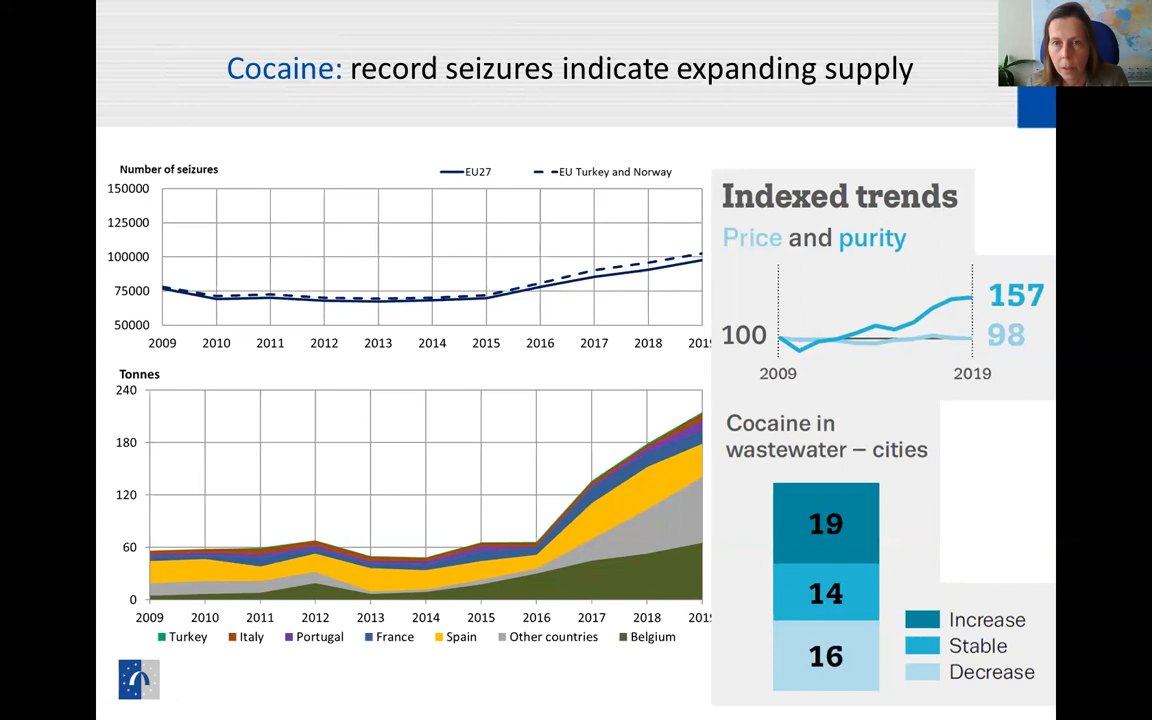 Cocaine: record seizures indicate expanding supply
Number of seizures
EU27
EU Turkey and Norway
150000
125000
100000
75000
50000
2009 2010 2011 2012 2013 2014 2015 2016 2017 2018 2019
Tonnes
240
180
120
60
0
2009 2010 2011 2012 2013 2014 2015 2016 2017 2018 2019
Turkey Italy Portugal France Spain Other countries Belgium
Indexed trends
Price and purity
157
100
98
2009 2019
Cocaine in
wastewater – cities
19
14
16
Increase
Stable
Decrease